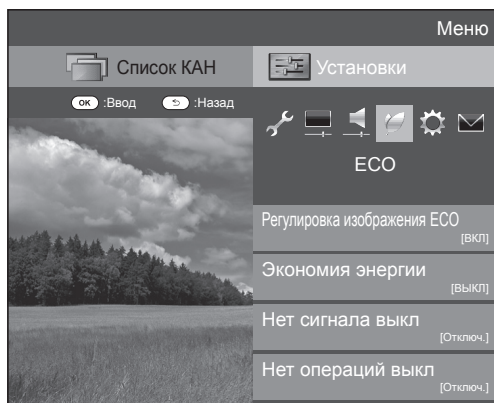 Меню
Список КАН
Установки
OK :Ввод :Назад
ECO
Регулировка изображения ECO
[ВКЛ]
Экономия энергии
[ВЫКЛ]
Нет сигнала выкл
[Отключ.]
Нет операций выкл
[Отключ.]